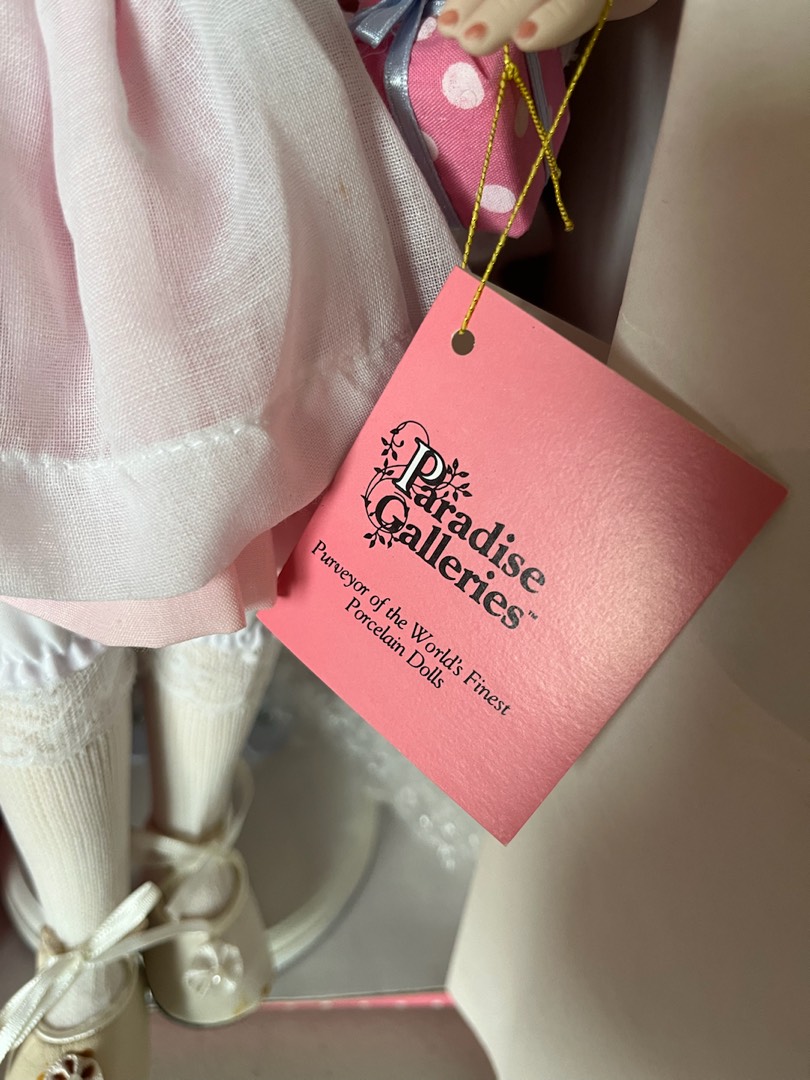 Paradise
Galleries™
Purveyor of the World's Finest
Porcelain Dolls